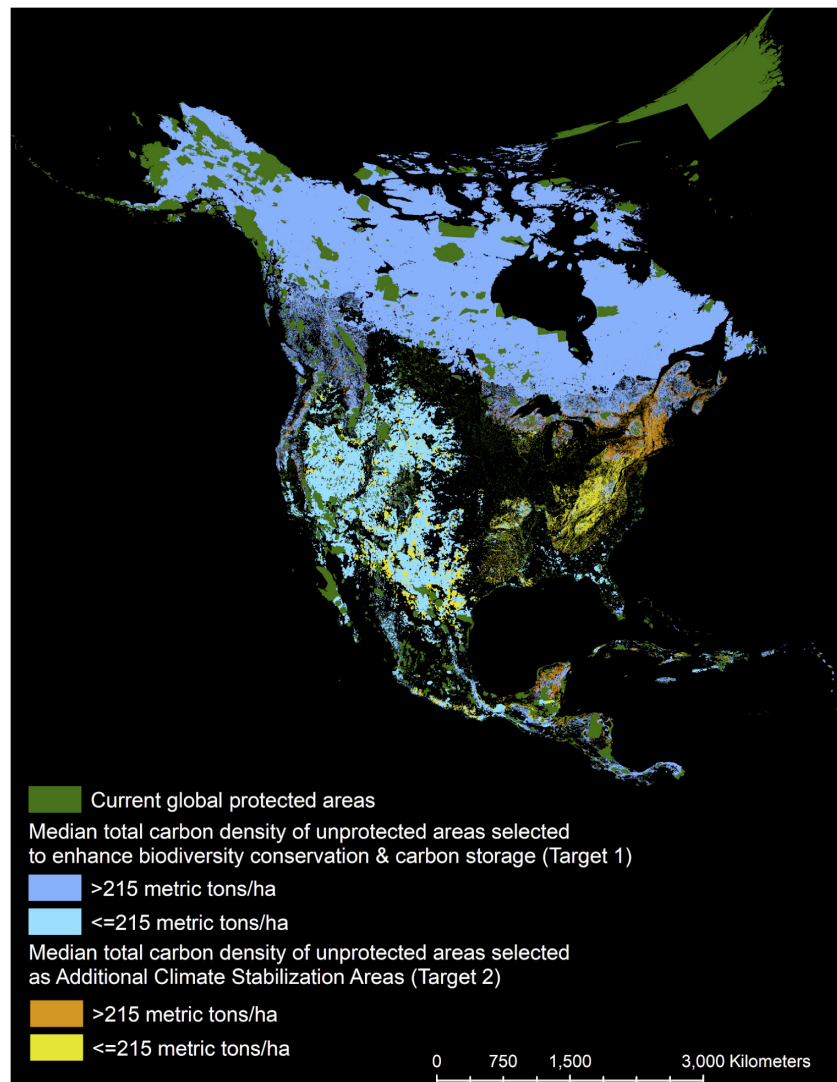 Current global protected areas
Median total carbon density of unprotected areas selected
to enhance biodiversity conservation & carbon storage (Target 1)
>215 metric tons/ha
<=215 metric tons/ha
Median total carbon density of unprotected areas selected
as Additional Climate Stabilization Areas (Target 2)
>215 metric tons/ha
<=215 metric tons/ha
0 750 1,500 3,000 Kilometers